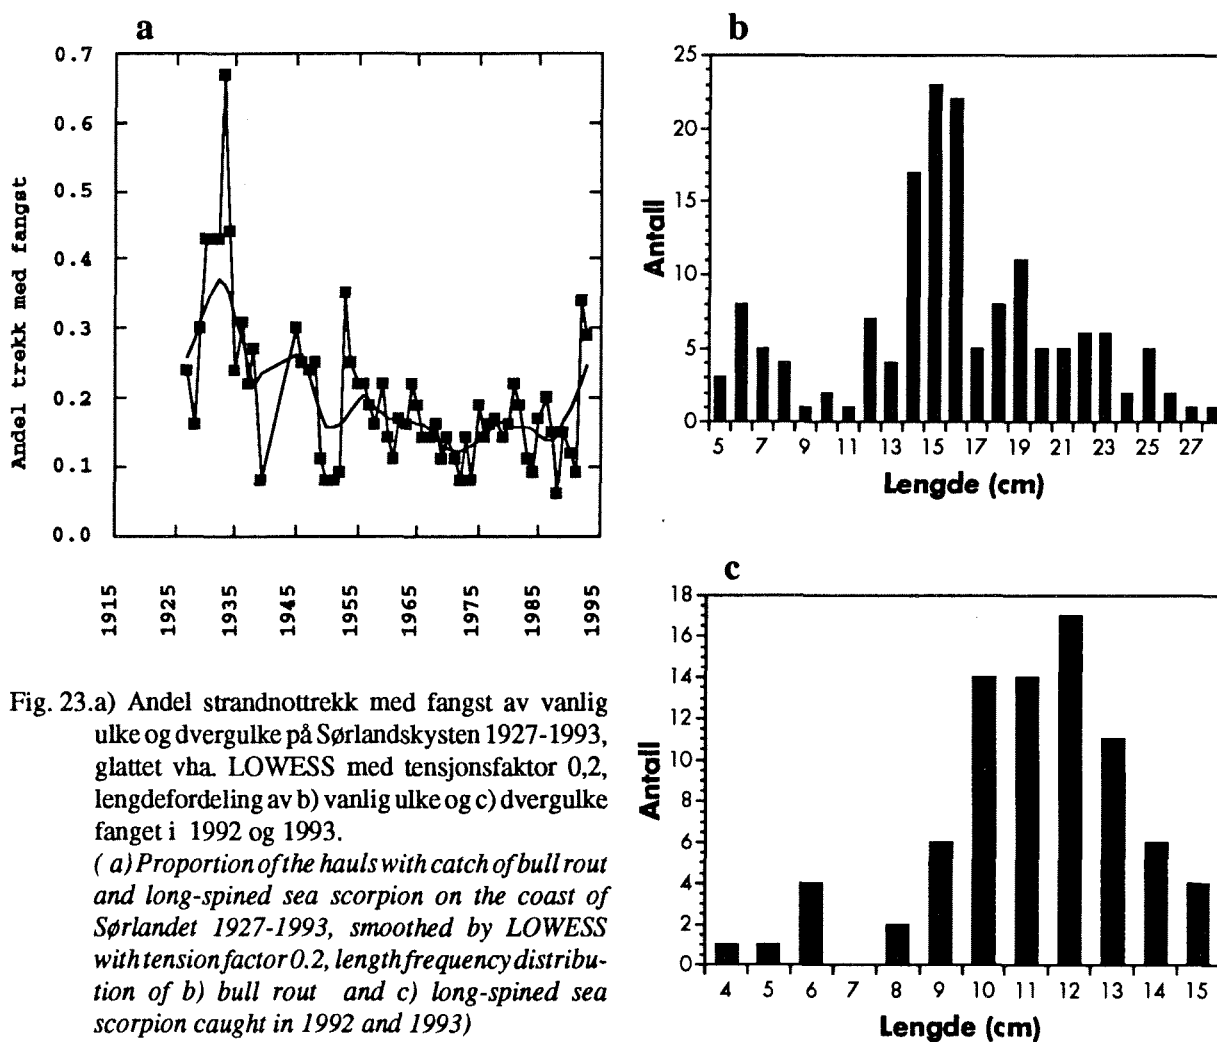 a
0.7
0.6
0.5
0.4
0.3
0.2
0.1
0.0
Andel trekk med fangst
1915
1925
1935
1945
1955
1965
1975
1985
1995
b
25
20
15
10
5
0
Antall
5 7 9 11 13 15 17 19 21 23 25 27
Lengde (cm)
c
18
16
14
12
10
8
6
4
2
0
Antall
4 5 6 7 8 9 10 11 12 13 14 15
Lengde (cm)
Fig. 23.a) Andel strandnottrekk med fangst av vanlig
ulke og dvergulke på Sørlandskysten 1927-1993,
glattet vha. LOWESS med tensjonsfaktor 0,2,
lengdefordeling av b) vanlig ulke og c) dvergulke
fanget i 1992 og 1993.
( a) Proportion of the hauls with catch of bull rout
and long-spined sea scorpion on the coast of
Sørlandet 1927-1993, smoothed by LOWESS
with tension factor 0.2, length frequency distribu-
tion of b) bull rout and c) long-spined sea
scorpion caught in 1992 and 1993)